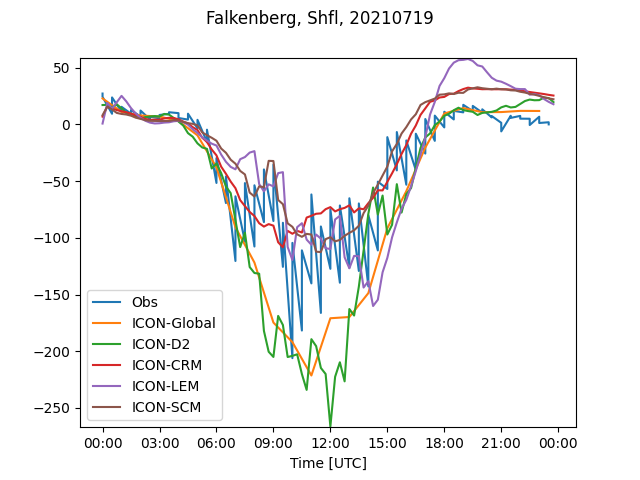 Falkenberg, Shfl, 20210719
50
0
−50
−100
−150
−200
−250
Obs
ICON-Global
ICON-D2
ICON-CRM
ICON-LEM
ICON-SCM
00:00 03:00 06:00 09:00 12:00 15:00 18:00 21:00 00:00
Time [UTC]